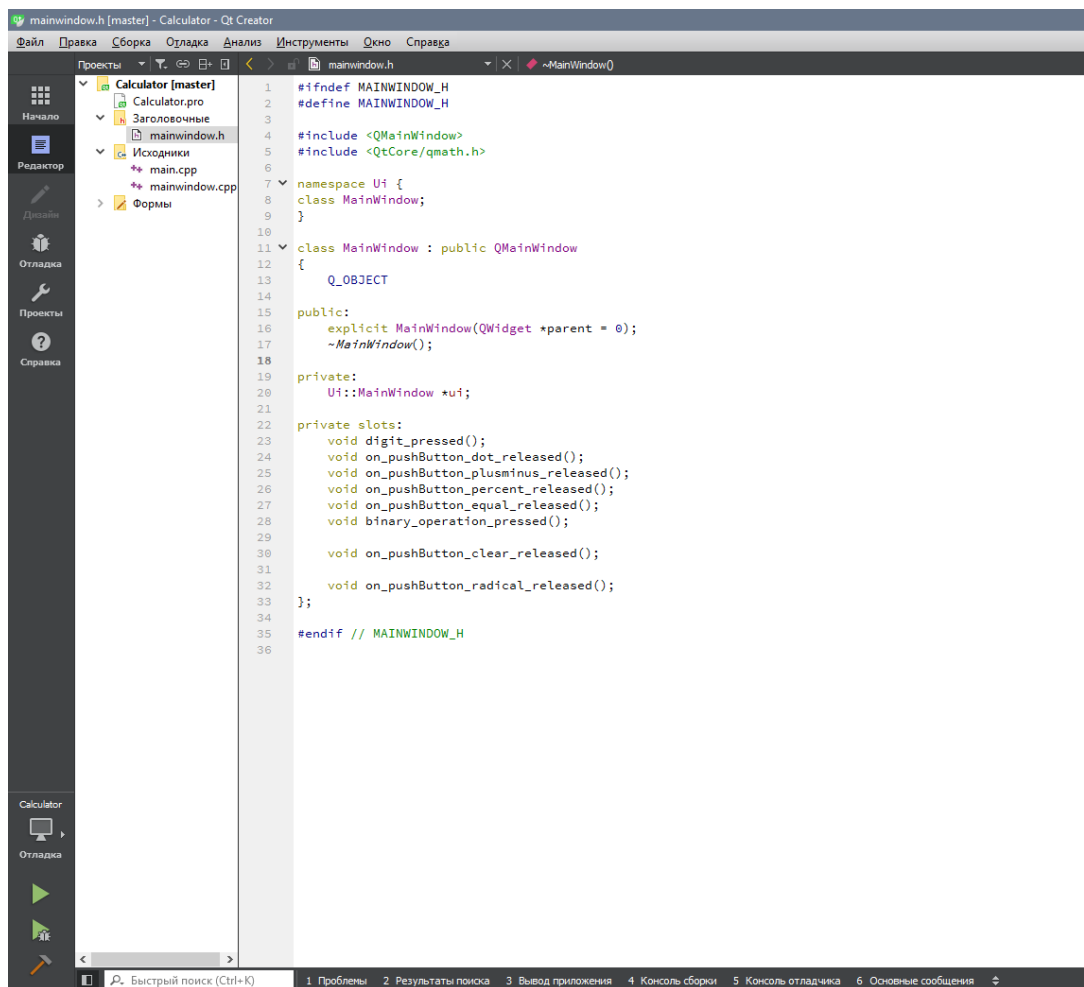 mainwindow.h [master] - Calculator - Qt Creator
Файл Правка Сборка Отладка Анализ Инструменты Окно Справка
Проекты mainwindow.h ~MainWindow()
Начало
Редактор
Дизайн
Отладка
Проекты
Справка
Calculator
Отладка
Calculator [master]
Calculator.pro
Заголовочные
mainwindow.h
Исходники
main.cpp
mainwindow.cpp
Формы
1 #ifndef MAINWINDOW_H
2 #define MAINWINDOW_H
3
4 #include <QMainWindow>
5 #include <QtCore/qmath.h>
6
7 namespace Ui {
8 class MainWindow;
9 }
10
11 class MainWindow : public QMainWindow
12 {
13 Q_OBJECT
14
15 public:
16 explicit MainWindow(QWidget *parent = 0);
17 ~MainWindow();
18
19 private:
20 Ui::MainWindow *ui;
21
22 private slots:
23 void digit_pressed();
24 void on_pushButton_dot_released();
25 void on_pushButton_plusminus_released();
26 void on_pushButton_percent_released();
27 void on_pushButton_equal_released();
28 void binary_operation_pressed();
29
30 void on_pushButton_clear_released();
31
32 void on_pushButton_radical_released();
33 };
34
35 #endif // MAINWINDOW_H
36
Быстрый поиск (Ctrl+K) 1 Проблемы 2 Результаты поиска 3 Вывод приложения 4 Консоль сборки 5 Консоль отладчика 6 Основные сообщения